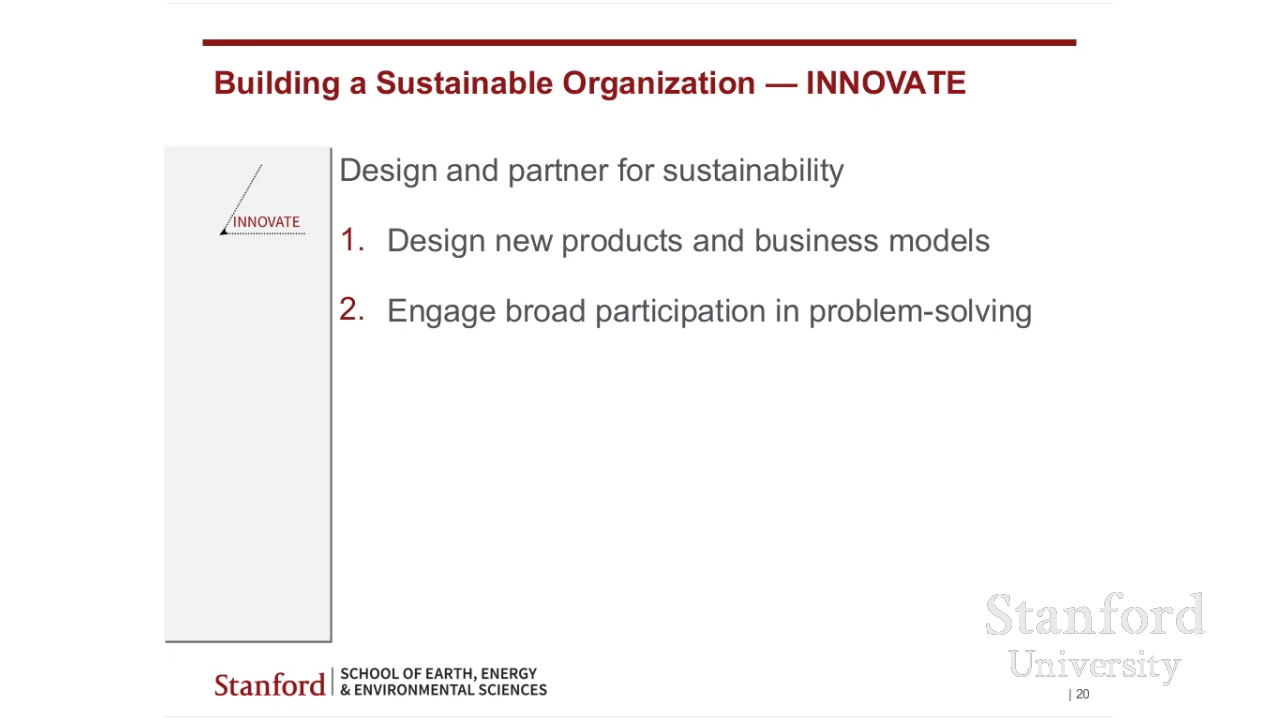 Building a Sustainable Organization — INNOVATE
INNOVATE
Design and partner for sustainability
1. Design new products and business models
2. Engage broad participation in problem-solving
Stanford
University
Stanford
SCHOOL OF EARTH, ENERGY
& ENVIRONMENTAL SCIENCES
| 20